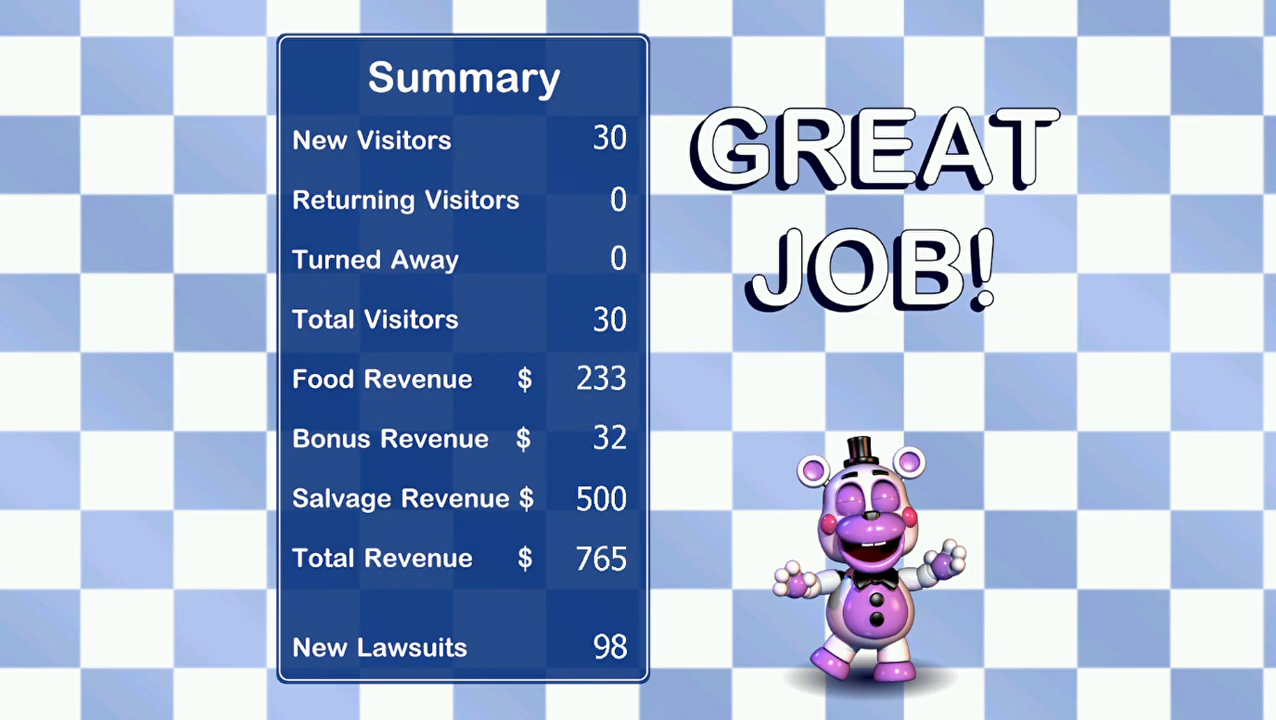 Summary
New Visitors 30
Returning Visitors 0
Turned Away 0
Total Visitors 30
Food Revenue $ 233
Bonus Revenue $ 32
Salvage Revenue $ 500
Total Revenue $ 765
New Lawsuits 98
GREAT
JOB!